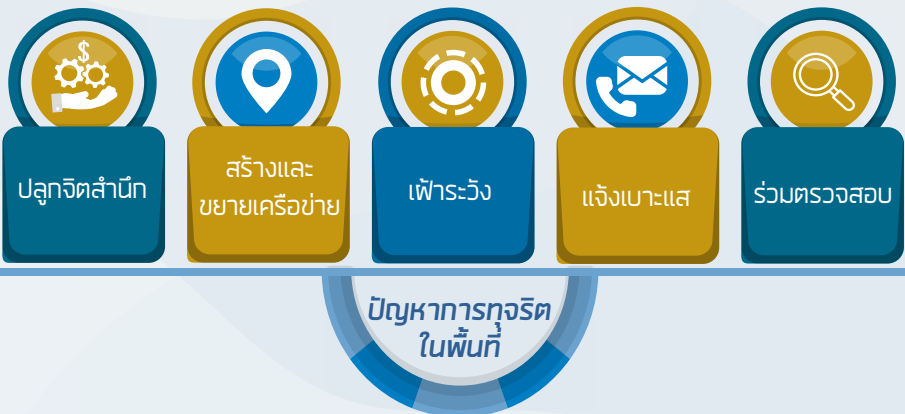 $
ปลูกจิตสำนึก
สร้างและ
ขยายเครือข่าย
เฝ้าระวัง
แจ้งเบาะแส
ร่วมตรวจสอบ
ปัญหาการทุจริต
ในพื้นที่